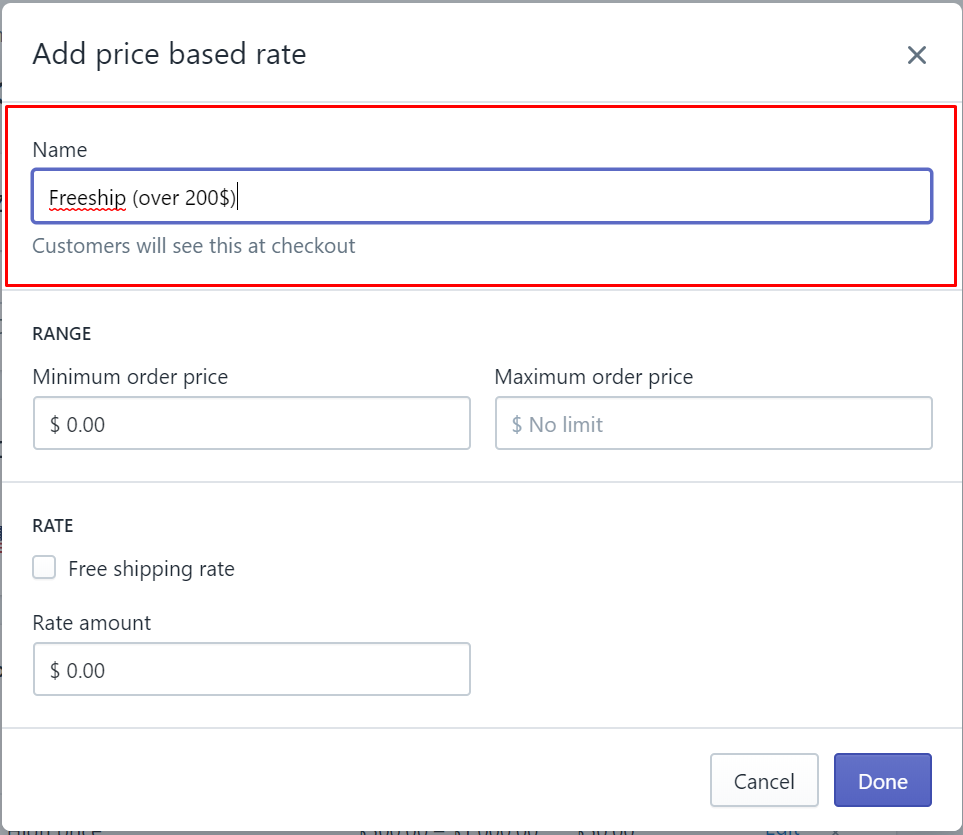 Add price based rate
Name
Freeship (over 200$)
Customers will see this at checkout
RANGE
Minimum order price Maximum order price
$ 0.00 $ No limit
RATE
Free shipping rate
Rate amount
$ 0.00
Cancel Done